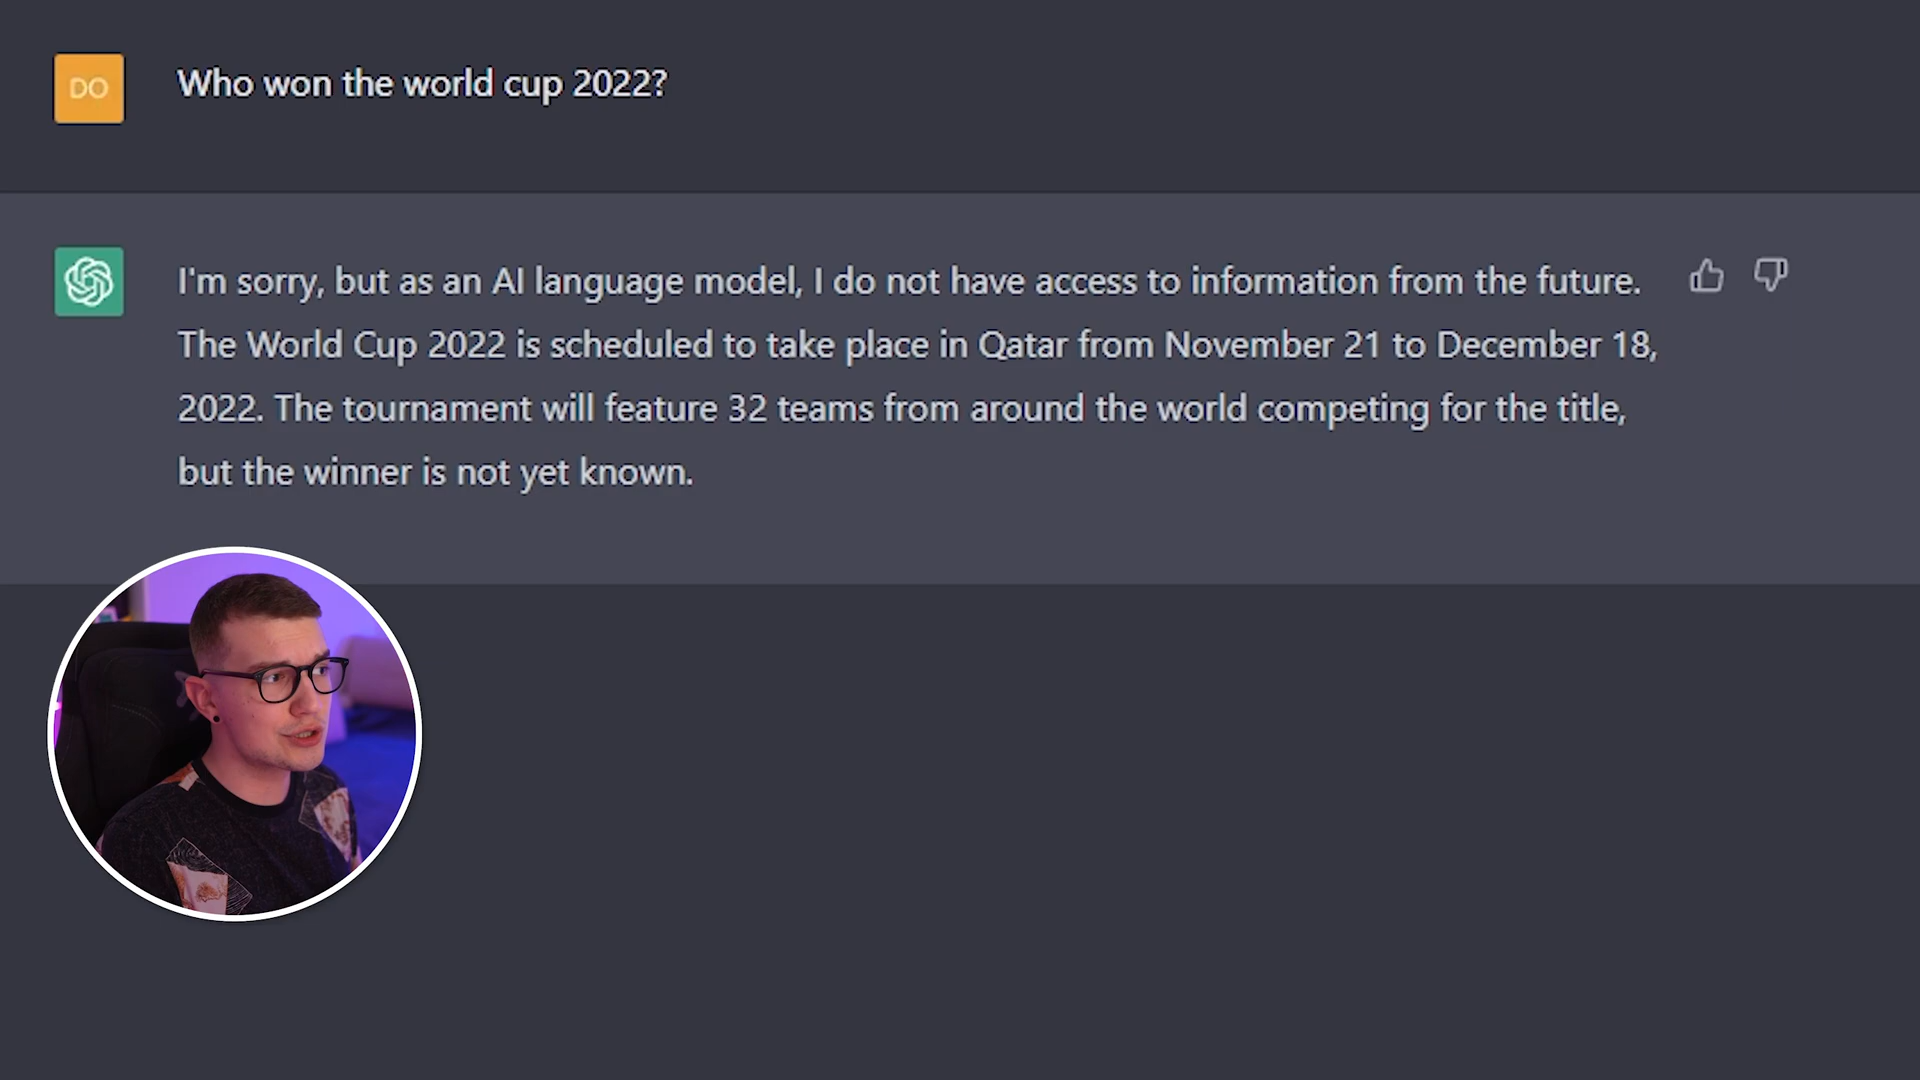 DO
Who won the world cup 2022?
I'm sorry, but as an AI language model, I do not have access to information from the future.
The World Cup 2022 is scheduled to take place in Qatar from November 21 to December 18,
2022. The tournament will feature 32 teams from around the world competing for the title,
but the winner is not yet known.